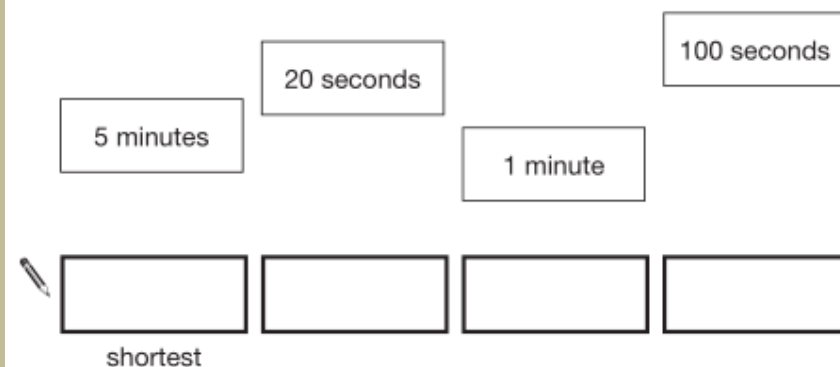 100 seconds
20 seconds
5 minutes
1 minute
shortest